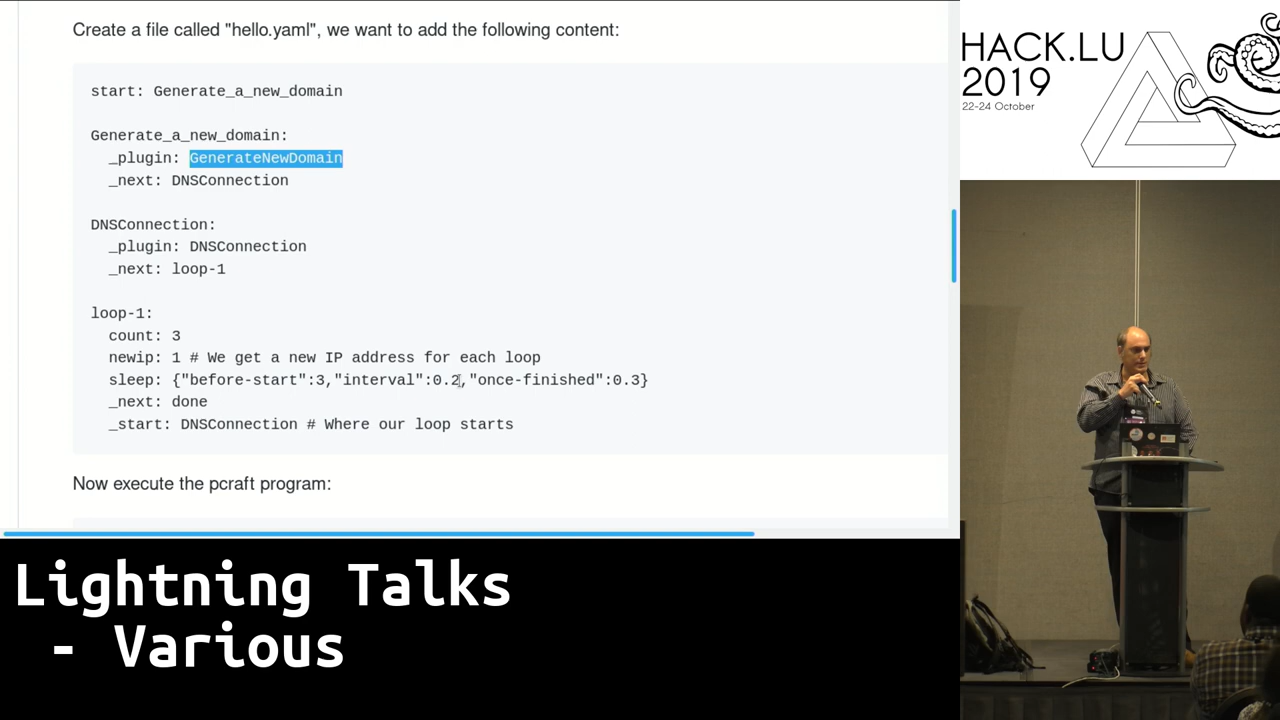 Create a file called "hello.yaml", we want to add the following content:
start: Generate_a_new_domain
Generate_a_new_domain:
_plugin: GenerateNewDomain
_next: DNSConnection
DNSConnection:
_plugin: DNSConnection
_next: loop-1
loop-1:
count: 3
newip: 1 # We get a new IP address for each loop
sleep: {"before-start":3,"interval":0.2,"once-finished":0.3}
_next: done
_start: DNSConnection # Where our loop starts
Now execute the pcraft program:
HACK.LU
2019
22-24 October
Lightning Talks
- Various